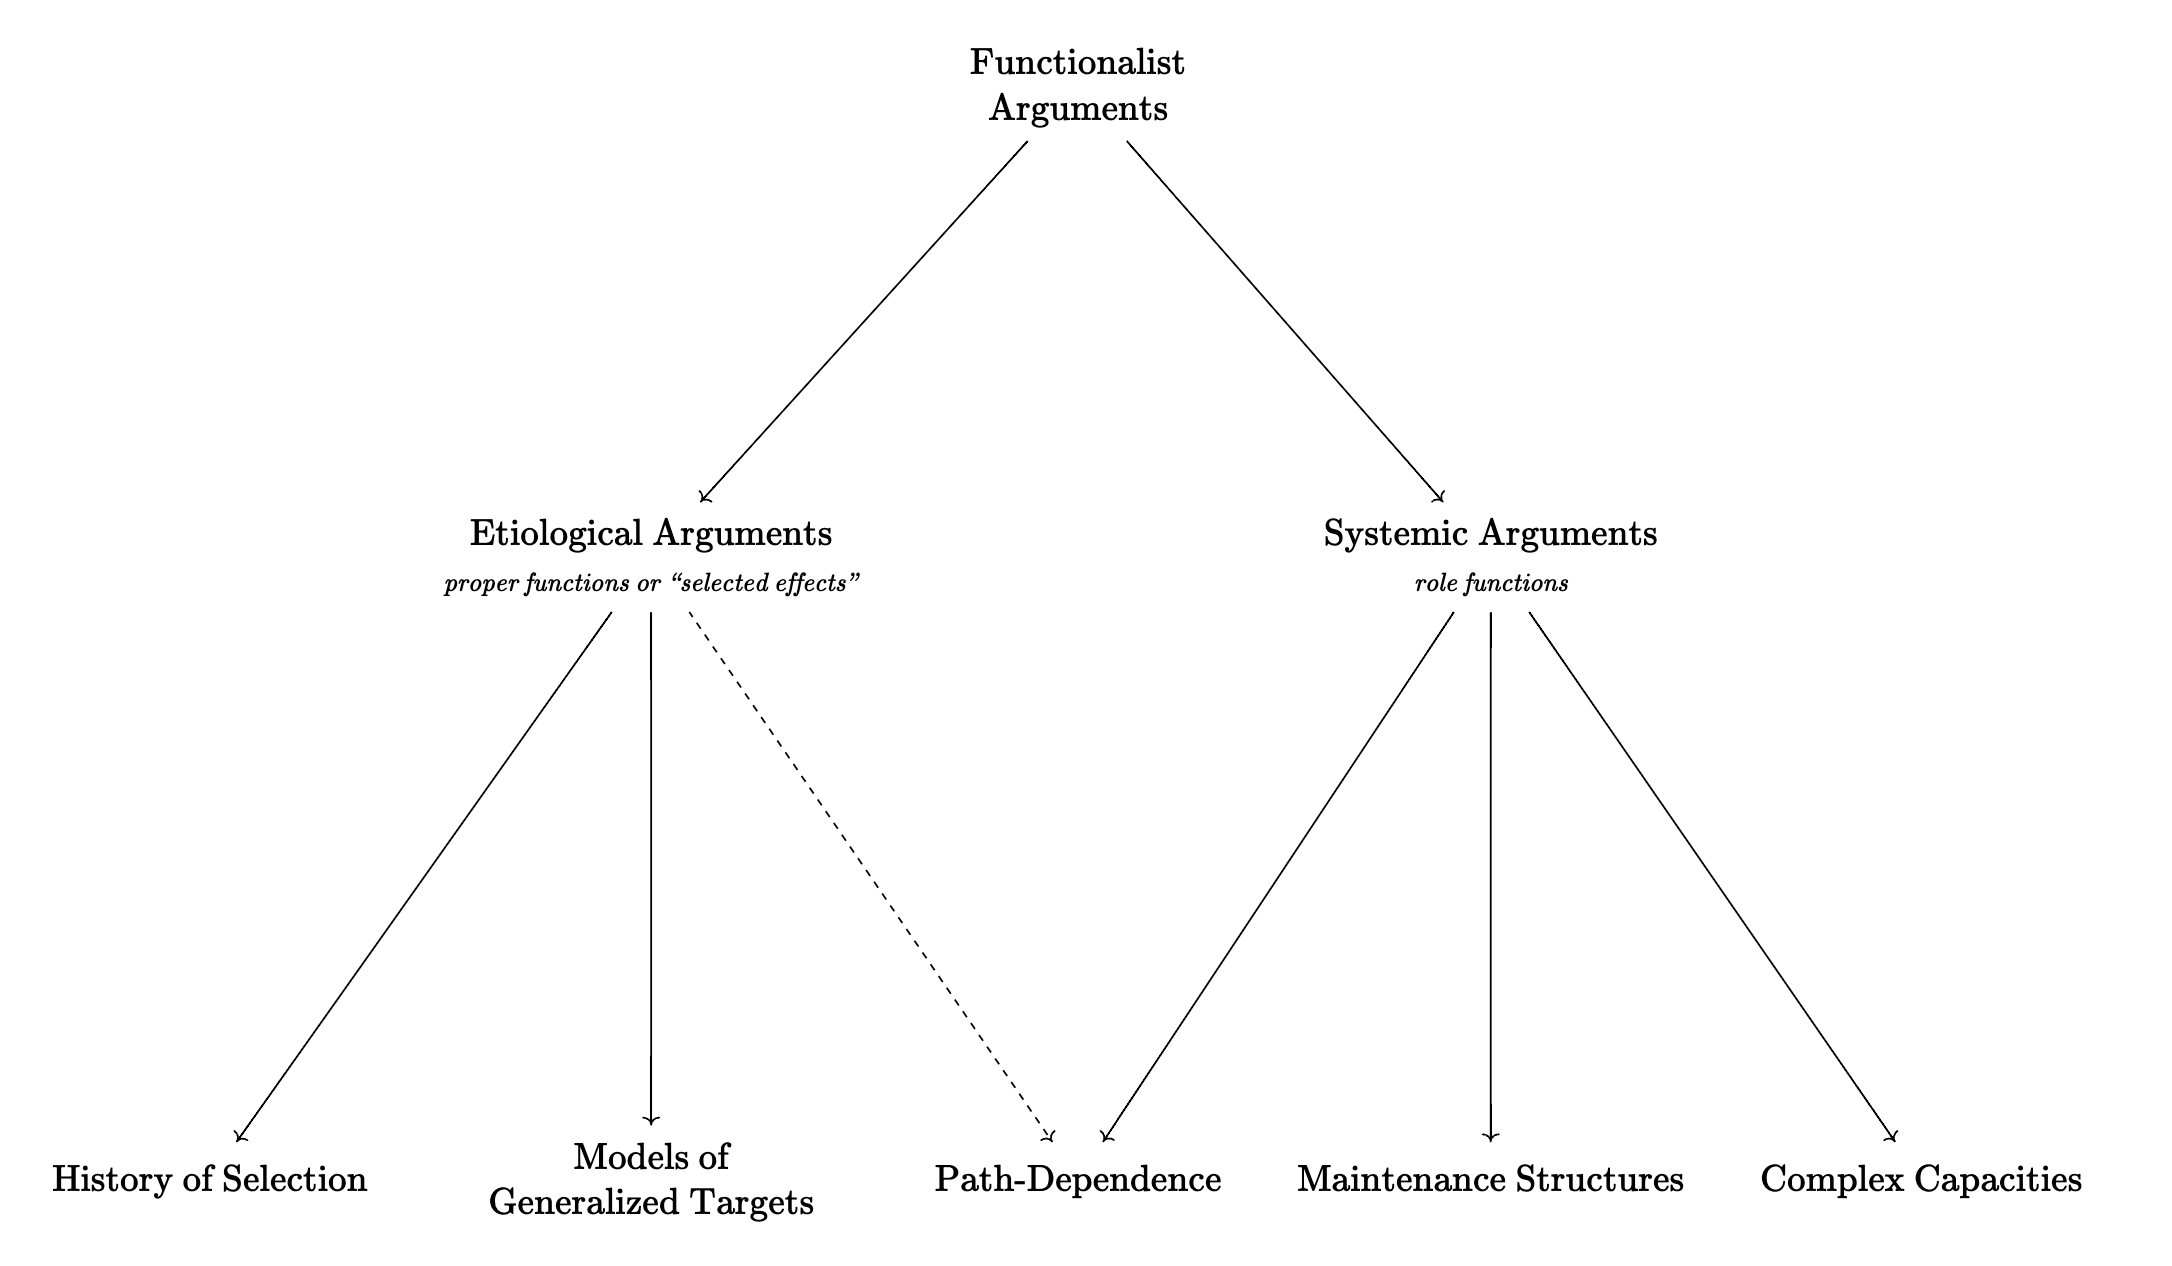 Functionalist
Arguments
Etiological Arguments
proper functions or “selected effects”
Systemic Arguments
role functions
History of Selection
Models of
Generalized Targets
Path-Dependence
Maintenance Structures
Complex Capacities